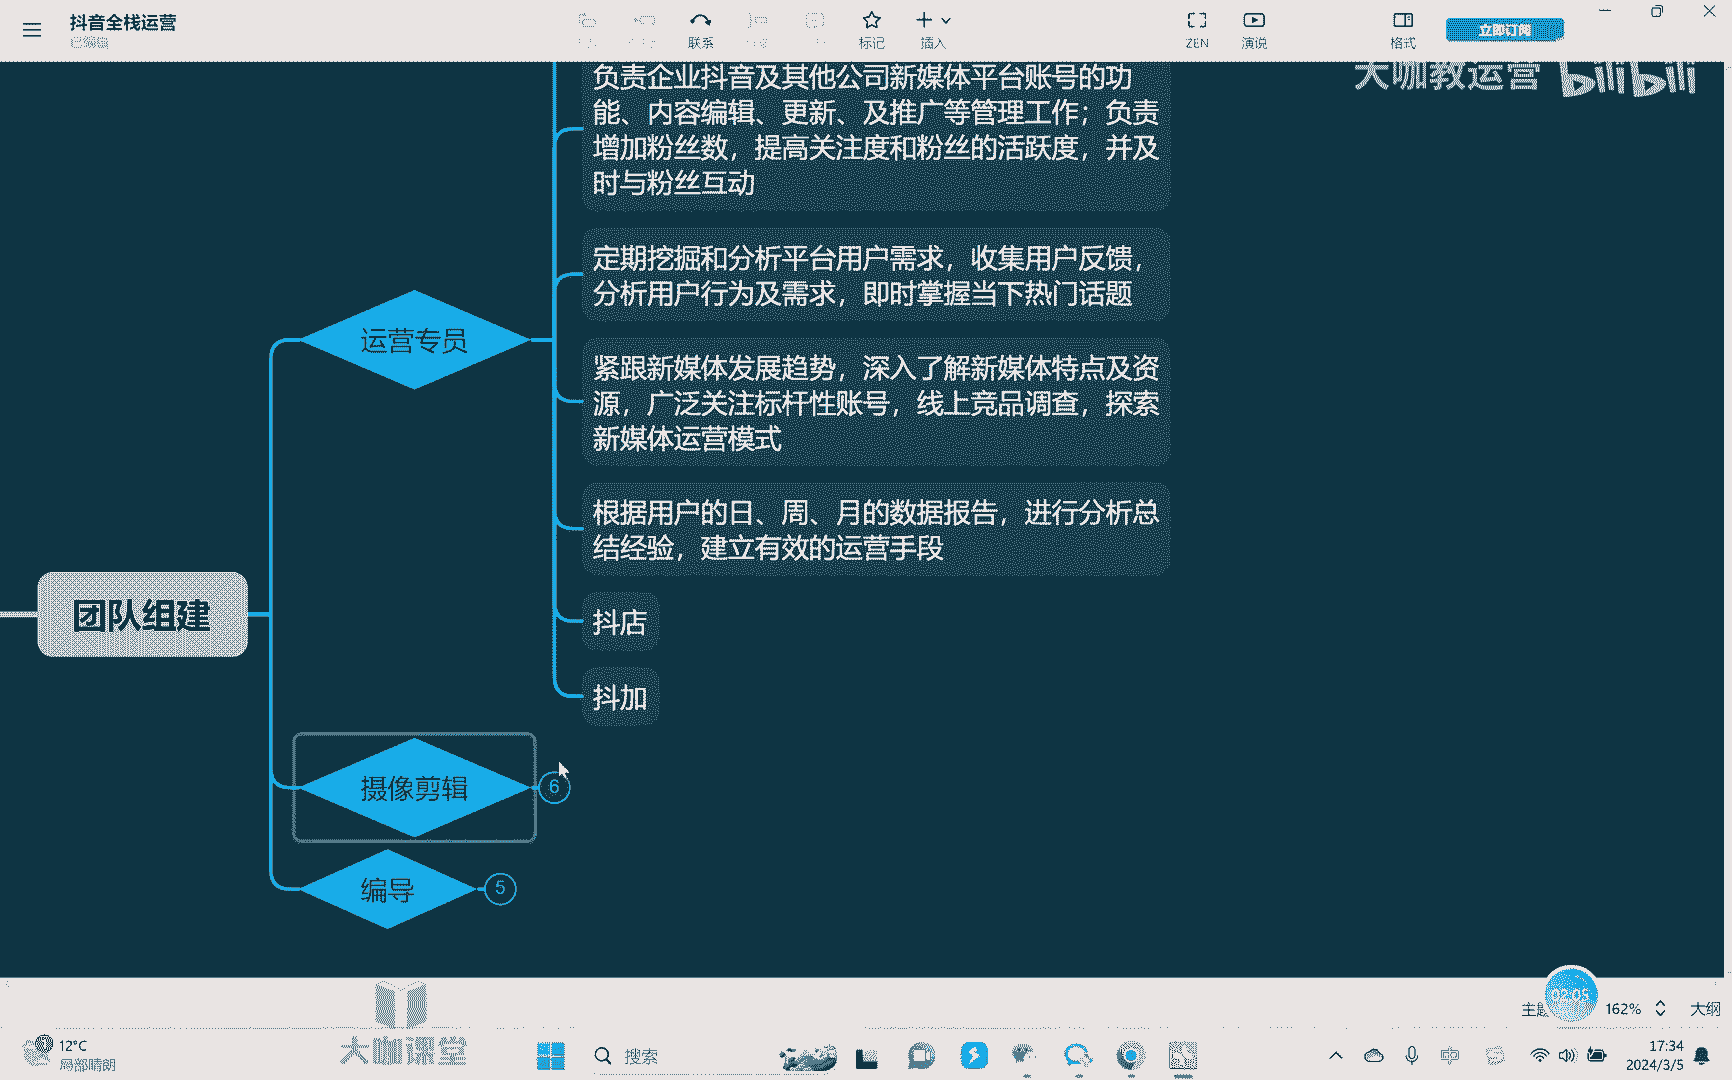 抖音全栈运营
已编辑
联系
标记
插入
ZEN
演说
格式
立即订阅
大咖教运营 bilibili
负责企业抖音及其他公司新媒体平台账号的功
能、内容编辑、更新、及推广等管理工作；负责
增加粉丝数，提高关注度和粉丝的活跃度，并及
时与粉丝互动
定期挖掘和分析平台用户需求，收集用户反馈，
分析用户行为及需求，即时掌握当下热门话题
运营专员
紧跟新媒体发展趋势，深入了解新媒体特点及资
源，广泛关注标杆性账号，线上竞品调查，探索
新媒体运营模式
根据用户的日、周、月的数据报告，进行分析总
结经验，建立有效的运营手段
团队组建
抖店
抖加
摄像剪辑
6
编导
5
02:05
162%
大纲
大咖课堂
12°C
局部晴朗
搜索
中
17:34
2024/3/5